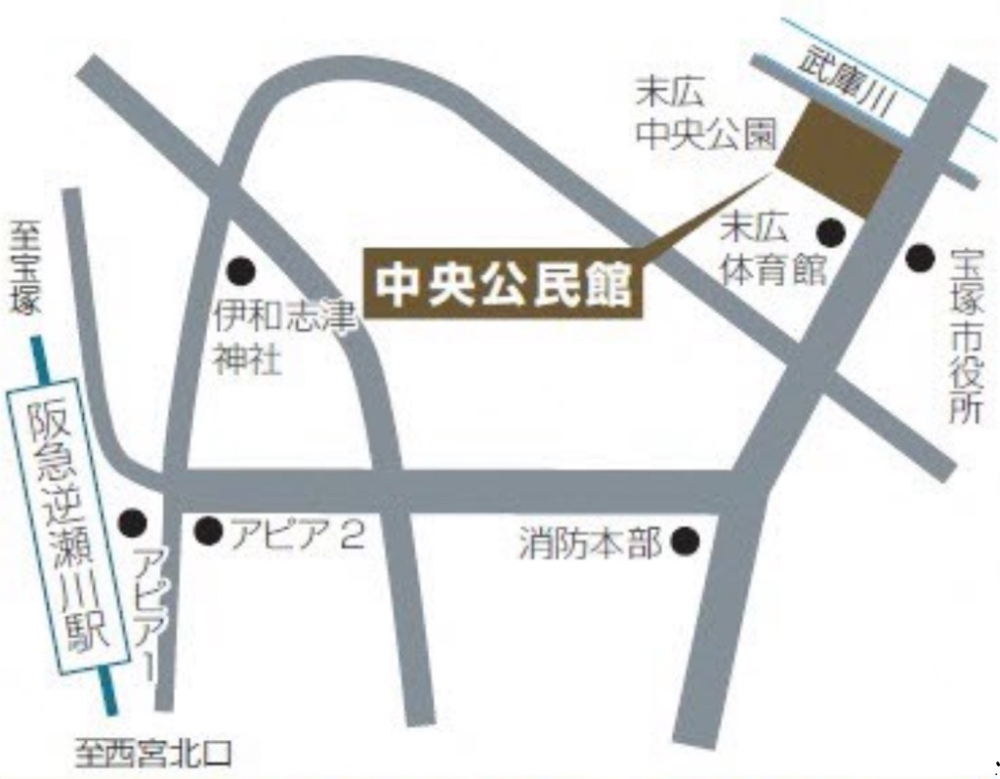 武庫川
末広
中央公園
末広
体育館
宝塚市役所
中央公民館
至宝塚
伊和志津
神社
阪急逆瀬川駅
アピア1
アピア2
消防本部
至西宮北口